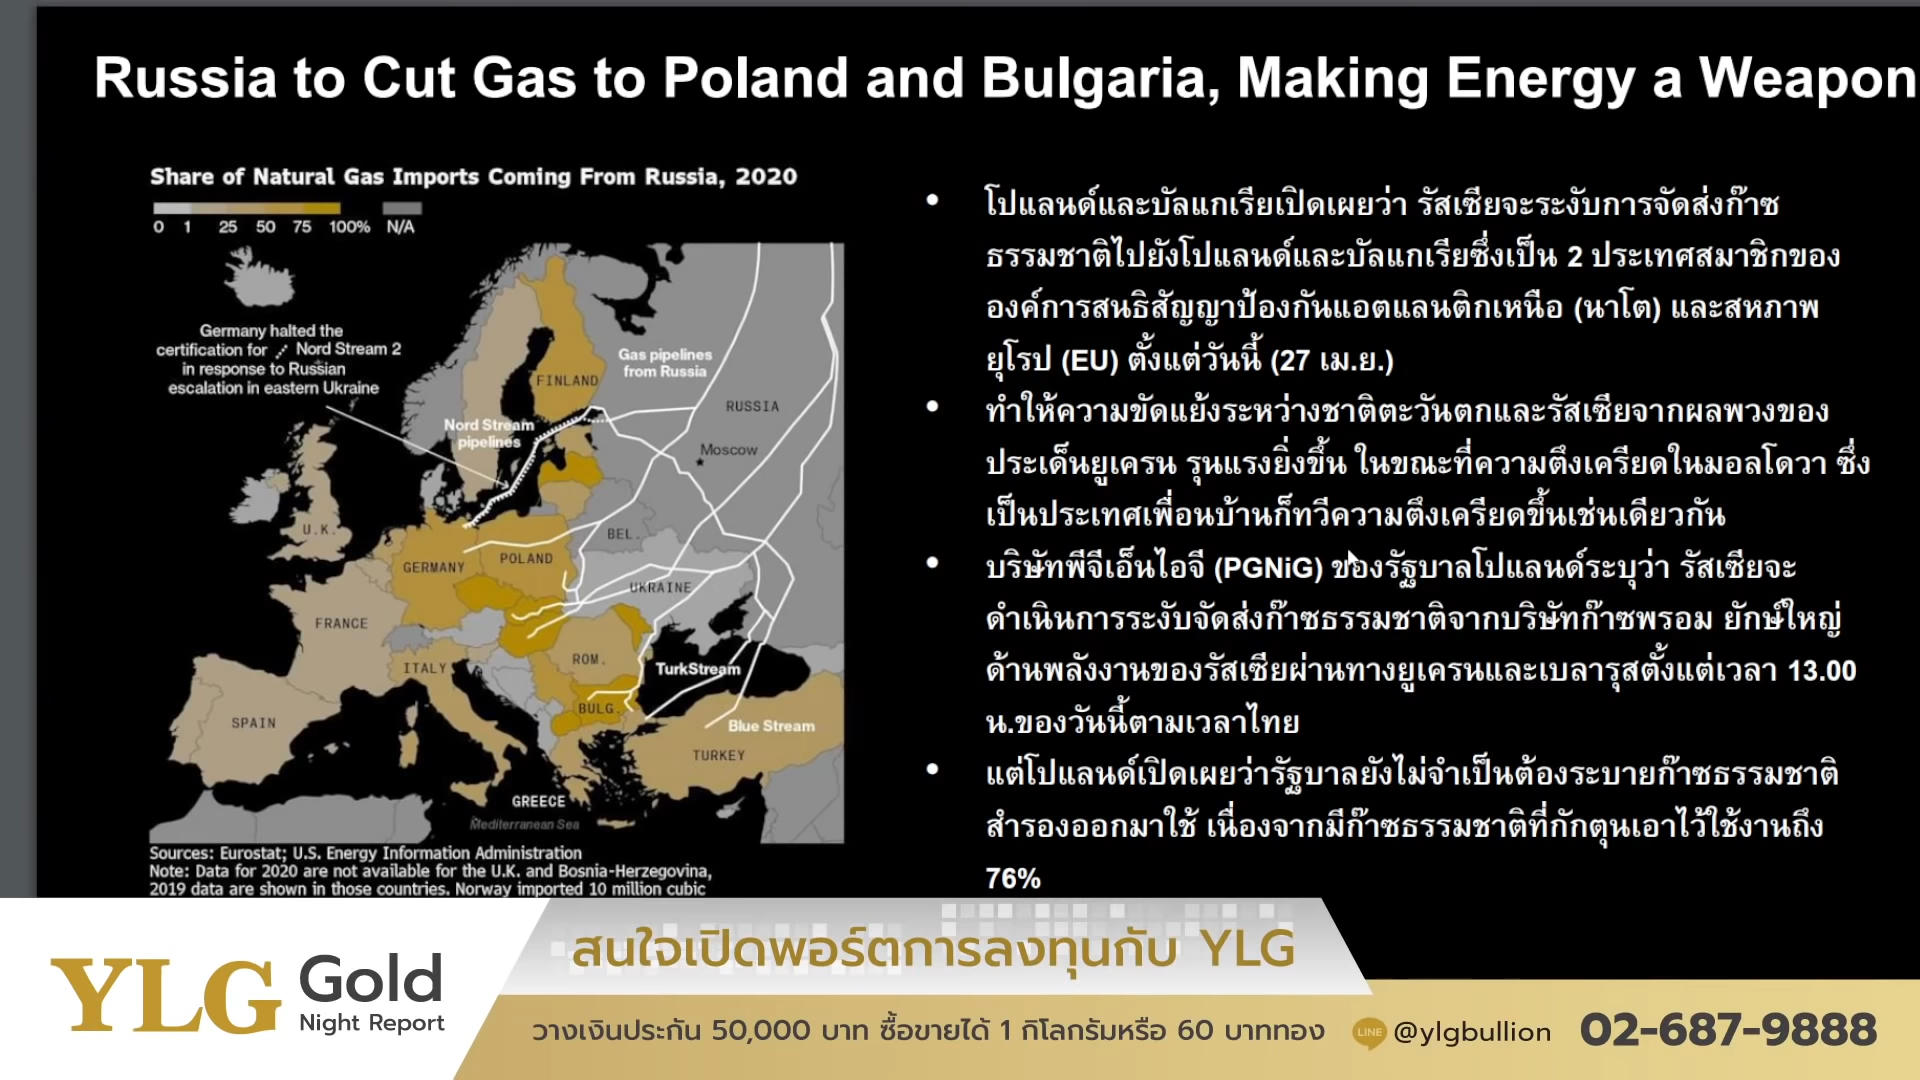 Russia to Cut Gas to Poland and Bulgaria, Making Energy a Weapon
Share of Natural Gas Imports Coming From Russia, 2020
0 1 25 50 75 100% N/A
Germany halted the
certification for Nord Stream 2
in response to Russian
escalation in eastern Ukraine
Gas pipelines
from Russia
FINLAND
RUSSIA
Nord Stream
pipelines
Moscow
U.K.
BEL.
POLAND
GERMANY
UKRAINE
FRANCE
ROM.
ITALY
TurkStream
BULG.
SPAIN
Blue Stream
TURKEY
GREECE
Mediterranean Sea
Sources: Eurostat; U.S. Energy Information Administration
Note: Data for 2020 are not available for the U.K. and Bosnia-Herzegovina,
2019 data are shown in those countries. Norway imported 10 million cubic
• โปแลนด์และบัลแกเรียเปิดเผยว่า รัสเซียจะระงับการจัดส่งก๊าซ
ธรรมชาติไปยังโปแลนด์และบัลแกเรียซึ่งเป็น 2 ประเทศสมาชิกของ
องค์การสนธิสัญญาป้องกันแอตแลนติกเหนือ (นาโต) และสหภาพ
ยุโรป (EU) ตั้งแต่วันนี้ (27 เม.ย.)
• ทำให้ความขัดแย้งระหว่างชาติตะวันตกและรัสเซียจากผลพวงของ
ประเด็นยูเครน รุนแรงยิ่งขึ้น ในขณะที่ความตึงเครียดในมอลโดวา ซึ่ง
เป็นประเทศเพื่อนบ้านก็ทวีความตึงเครียดขึ้นเช่นเดียวกัน
• บริษัทพีจีเอ็นไอจี (PGNiG) ของรัฐบาลโปแลนด์ระบุว่า รัสเซียจะ
ดำเนินการระงับจัดส่งก๊าซธรรมชาติจากบริษัทก๊าซพรอม ยักษ์ใหญ่
ด้านพลังงานของรัสเซียผ่านทางยูเครนและเบลารุสตั้งแต่เวลา 13.00
น.ของวันนี้ตามเวลาไทย
• แต่โปแลนด์เปิดเผยว่ารัฐบาลยังไม่จำเป็นต้องระบายก๊าซธรรมชาติ
สำรองออกมาใช้ เนื่องจากมีก๊าซธรรมชาติที่กักตุนเอาไว้ใช้งานถึง
76%
YLG Gold
Night Report
สนใจเปิดพอร์ตการลงทุนกับ YLG
วางเงินประกัน 50,000 บาท ซื้อขายได้ 1 กิโลกรัมหรือ 60 บาททอง
LINE @ylgbullion 02-687-9888